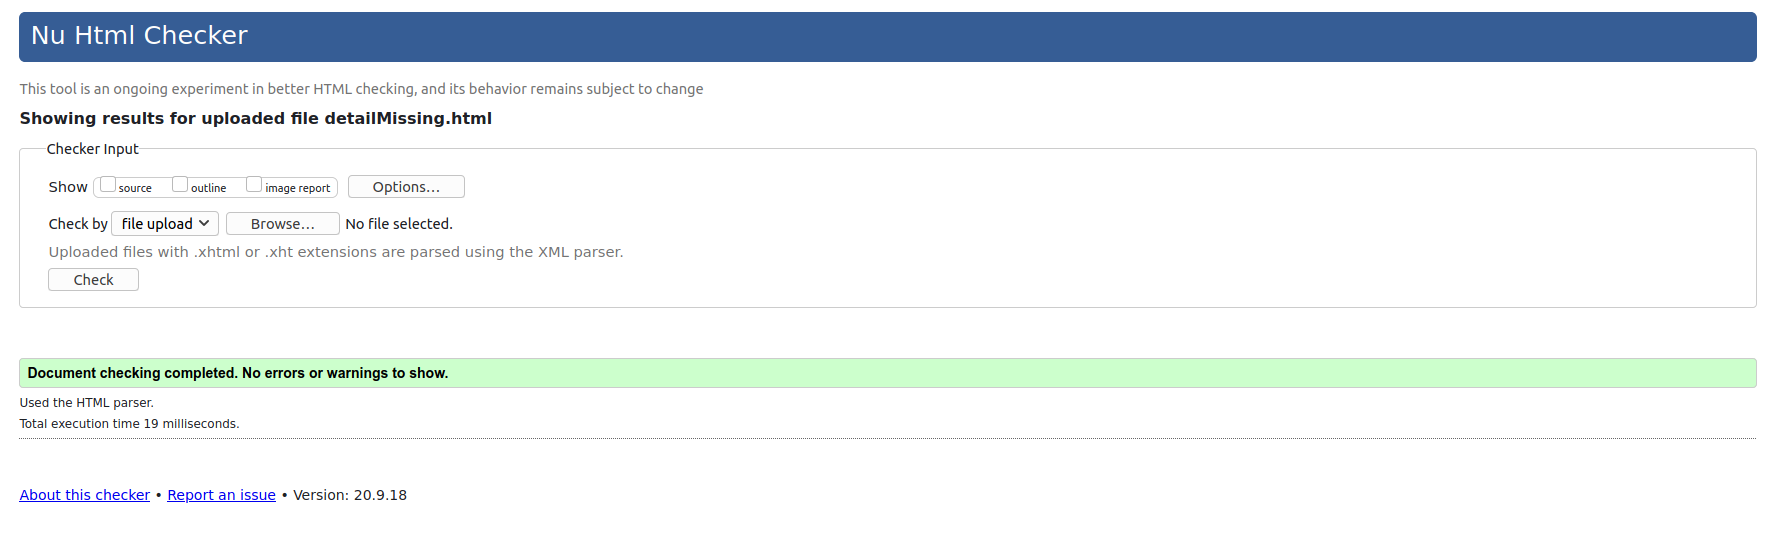 Nu Html Checker
This tool is an ongoing experiment in better HTML checking, and its behavior remains subject to change
Showing results for uploaded file detailMissing.html
Checker Input
Show source outline image report Options...
Check by file upload Browse... No file selected.
Uploaded files with .xhtml or .xht extensions are parsed using the XML parser.
Check
Document checking completed. No errors or warnings to show.
Used the HTML parser.
Total execution time 19 milliseconds.
About this checker • Report an issue • Version: 20.9.18